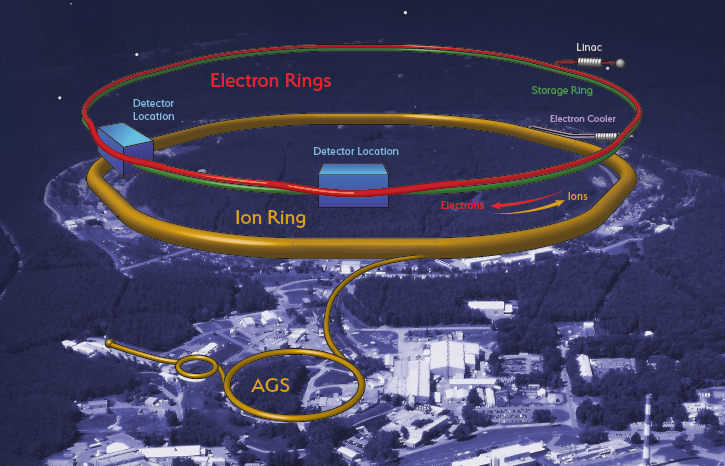 Linac
Electron Rings
Storage Ring
Detector
Location
Electron Cooler
Detector Location
Ions
Electrons
Ion Ring
AGS